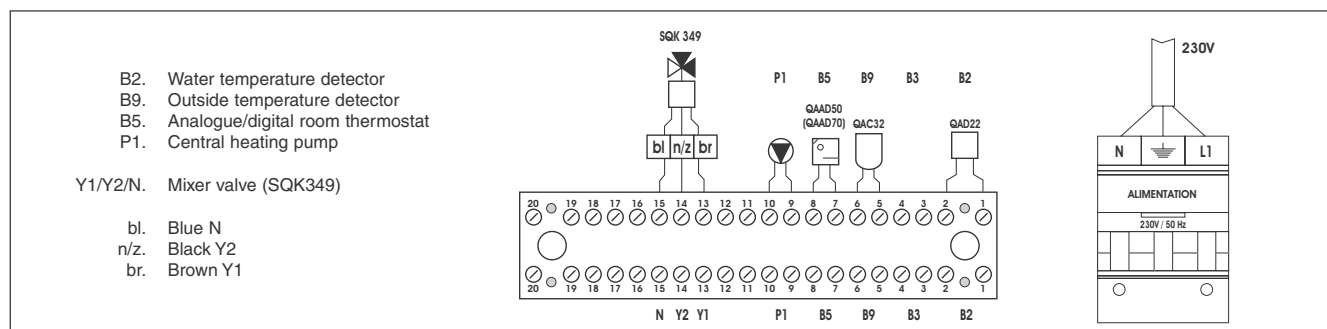 B2. Water temperature detector
B9. Outside temperature detector
B5. Analogue/digital room thermostat
P1. Central heating pump
Y1/Y2/N. Mixer valve (SQK349)
bl. Blue N
n/z. Black Y2
br. Brown Y1
SQK 349
P1 B5 B9 B3 B2
QAAD50
(QAAD70) QAC32 QAD22
bl n/z br
20 19 18 17 16 15 14 13 12 11 10 9 8 7 6 5 4 3 2 1
20 19 18 17 16 15 14 13 12 11 10 9 8 7 6 5 4 3 2 1
N Y2 Y1 P1 B5 B9 B3 B2
230V
N L1
ALIMENTATION
230V / 50 Hz